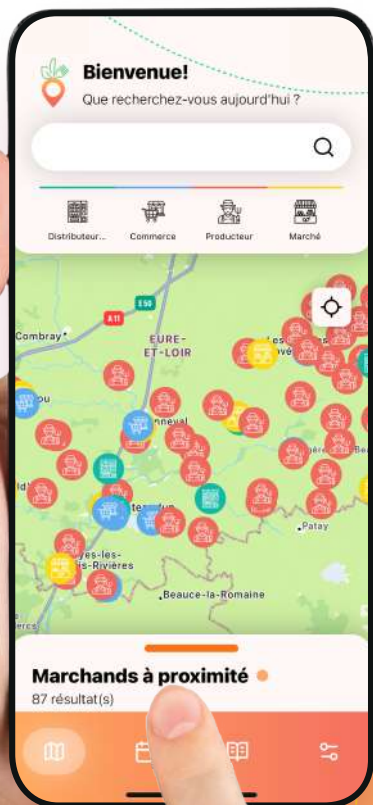 Bienvenue!
Que recherchez-vous aujourd'hui ?
Distributeur...
Commerce
Producteur
Marché
E50
A11
Combray
EURE-
ET-LOIR
Patay
Beauce-la-Romaine
Marchands à proximité
87 résultat(s)